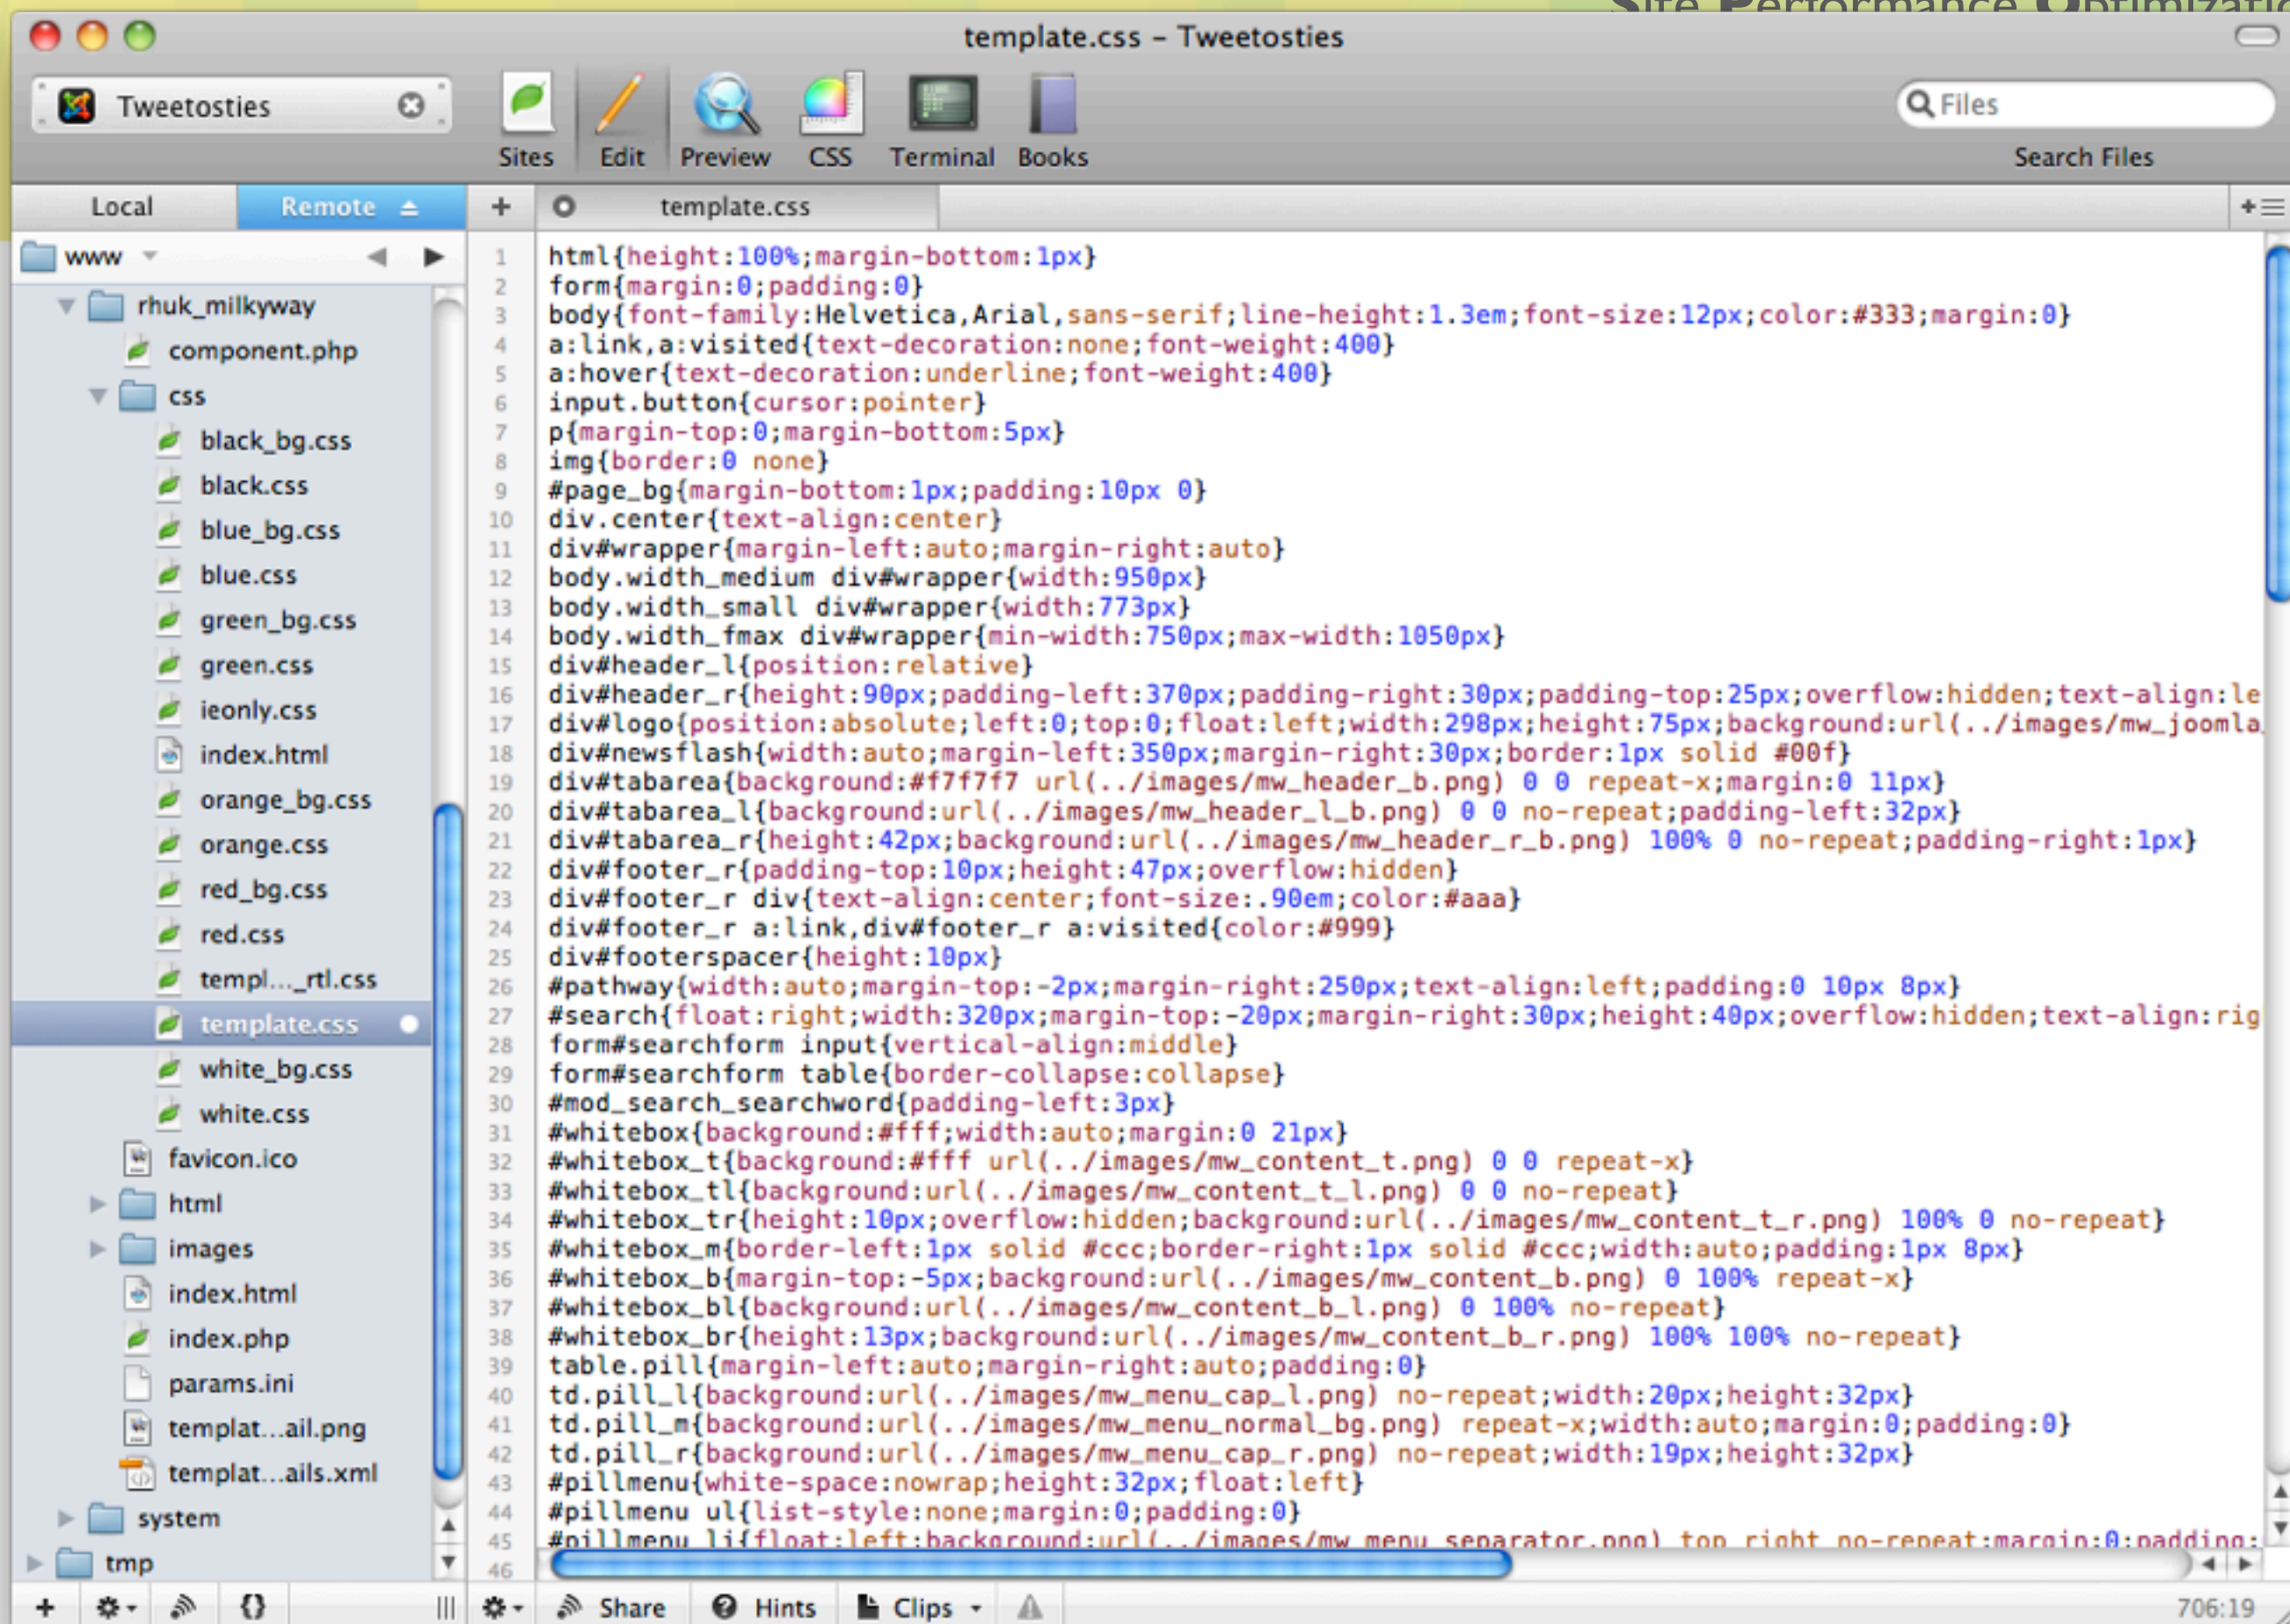 Site Performance Optimizatio
template.css – Tweetosties
Tweetosties
Sites Edit Preview CSS Terminal Books
Files
Search Files
Local Remote
template.css
www
rhuk_milkyway
component.php
css
black_bg.css
black.css
blue_bg.css
blue.css
green_bg.css
green.css
ieonly.css
index.html
orange_bg.css
orange.css
red_bg.css
red.css
templ..._rtl.css
template.css
white_bg.css
white.css
favicon.ico
html
images
index.html
index.php
params.ini
templat...ail.png
templat...ails.xml
system
tmp
1 html{height:100%;margin-bottom:1px}
2 form{margin:0;padding:0}
3 body{font-family:Helvetica,Arial,sans-serif;line-height:1.3em;font-size:12px;color:#333;margin:0}
4 a:link,a:visited{text-decoration:none;font-weight:400}
5 a:hover{text-decoration:underline;font-weight:400}
6 input.button{cursor:pointer}
7 p{margin-top:0;margin-bottom:5px}
8 img{border:0 none}
9 #page_bg{margin-bottom:1px;padding:10px 0}
10 div.center{text-align:center}
11 div#wrapper{margin-left:auto;margin-right:auto}
12 body.width_medium div#wrapper{width:950px}
13 body.width_small div#wrapper{width:773px}
14 body.width_fmax div#wrapper{min-width:750px;max-width:1050px}
15 div#header_l{position:relative}
16 div#header_r{height:90px;padding-left:370px;padding-right:30px;padding-top:25px;overflow:hidden;text-align:le
17 div#logo{position:absolute;left:0;top:0;float:left;width:298px;height:75px;background:url(../images/mw_joomla_
18 div#newsflash{width:auto;margin-left:350px;margin-right:30px;border:1px solid #00f}
19 div#tabarea{background:#f7f7f7 url(../images/mw_header_b.png) 0 0 repeat-x;margin:0 11px}
20 div#tabarea_l{background:url(../images/mw_header_l_b.png) 0 0 no-repeat;padding-left:32px}
21 div#tabarea_r{height:42px;background:url(../images/mw_header_r_b.png) 100% 0 no-repeat;padding-right:1px}
22 div#footer_r{padding-top:10px;height:47px;overflow:hidden}
23 div#footer_r div{text-align:center;font-size:.90em;color:#aaa}
24 div#footer_r a:link,div#footer_r a:visited{color:#999}
25 div#footerspacer{height:10px}
26 #pathway{width:auto;margin-top:-2px;margin-right:250px;text-align:left;padding:0 10px 8px}
27 #search{float:right;width:320px;margin-top:-20px;margin-right:30px;height:40px;overflow:hidden;text-align:rig
28 form#searchform input{vertical-align:middle}
29 form#searchform table{border-collapse:collapse}
30 #mod_search_searchword{padding-left:3px}
31 #whitebox{background:#fff;width:auto;margin:0 21px}
32 #whitebox_t{background:#fff url(../images/mw_content_t.png) 0 0 repeat-x}
33 #whitebox_tl{background:url(../images/mw_content_t_l.png) 0 0 no-repeat}
34 #whitebox_tr{height:10px;overflow:hidden;background:url(../images/mw_content_t_r.png) 100% 0 no-repeat}
35 #whitebox_m{border-left:1px solid #ccc;border-right:1px solid #ccc;width:auto;padding:1px 8px}
36 #whitebox_b{margin-top:-5px;background:url(../images/mw_content_b.png) 0 100% repeat-x}
37 #whitebox_bl{background:url(../images/mw_content_b_l.png) 0 100% no-repeat}
38 #whitebox_br{height:13px;background:url(../images/mw_content_b_r.png) 100% 100% no-repeat}
39 table.pill{margin-left:auto;margin-right:auto;padding:0}
40 td.pill_l{background:url(../images/mw_menu_cap_l.png) no-repeat;width:20px;height:32px}
41 td.pill_m{background:url(../images/mw_menu_normal_bg.png) repeat-x;width:auto;margin:0;padding:0}
42 td.pill_r{background:url(../images/mw_menu_cap_r.png) no-repeat;width:19px;height:32px}
43 #pillmenu{white-space:nowrap;height:32px;float:left}
44 #pillmenu ul{list-style:none;margin:0;padding:0}
45 #pillmenu li{float:left;background:url(../images/mw_menu_separator.png) top right no-repeat;margin:0;padding:
46
Share Hints Clips
706:19